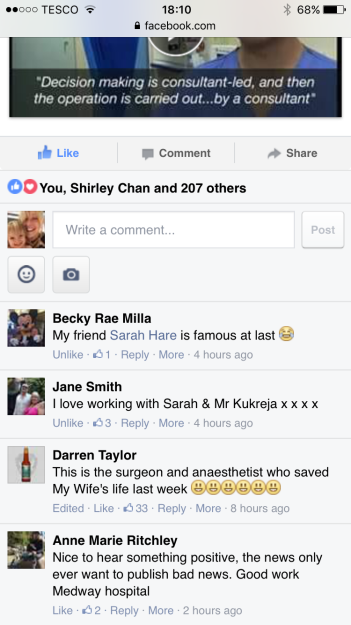 TESCO 18:10 68%
facebook.com
"Decision making is consultant-led, and then
the operation is carried out...by a consultant"
Like Comment Share
You, Shirley Chan and 207 others
Write a comment... Post
Becky Rae Milla
My friend Sarah Hare is famous at last 😂
Unlike · 1 · Reply · More · 4 hours ago
Jane Smith
I love working with Sarah & Mr Kukreja x x x x
Unlike · 3 · Reply · More · 4 hours ago
Darren Taylor
This is the surgeon and anaesthetist who saved
My Wife's life last week 😀😀😀😀😀😀
Edited · Like · 33 · Reply · More · 8 hours ago
Anne Marie Ritchley
Nice to hear something positive, the news only
ever want to publish bad news. Good work
Medway hospital
Like · 2 · Reply · More · 2 hours ago